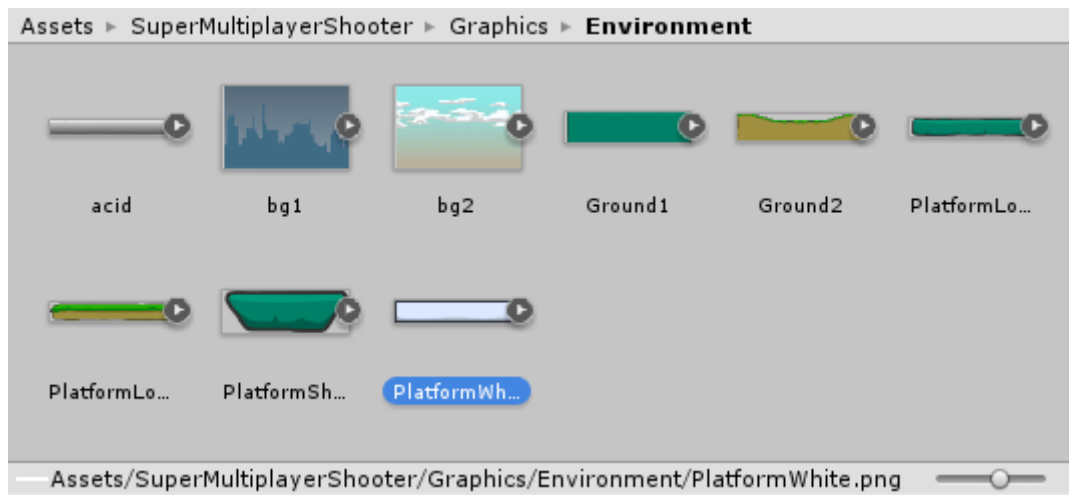 Assets ▸ SuperMultiplayerShooter ▸ Graphics ▸ Environment
acid bg1 bg2 Ground1 Ground2 PlatformLo...
PlatformLo... PlatformSh... PlatformWh...
Assets/SuperMultiplayerShooter/Graphics/Environment/PlatformWhite.png